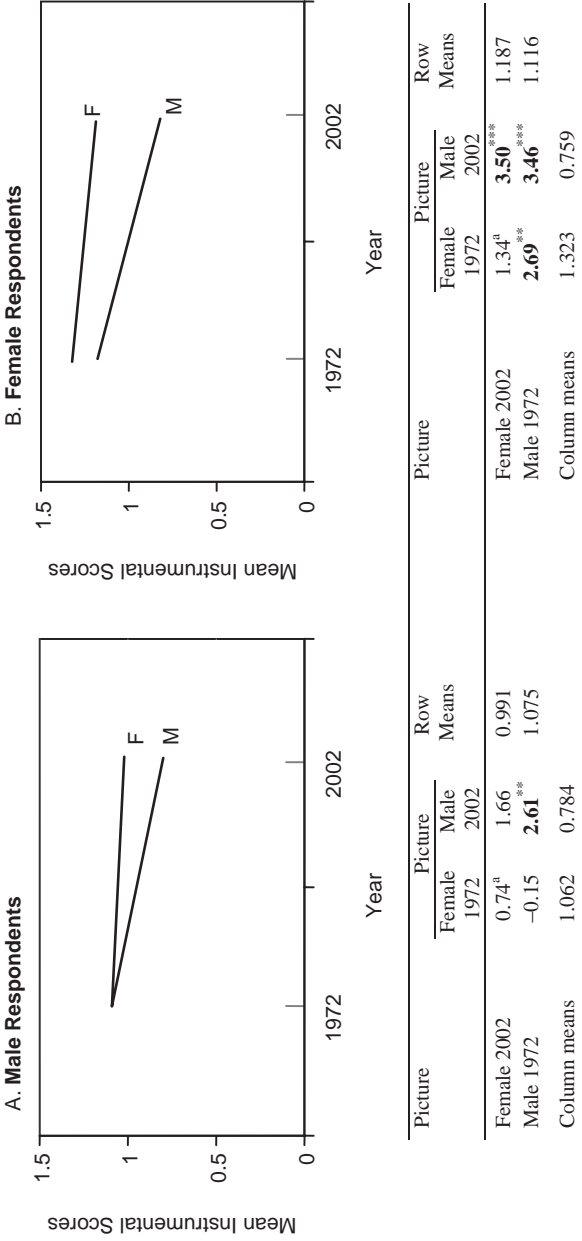 A. Male Respondents
1.5
1
0.5
0
Mean Instrumental Scores
F
M
1972
2002
Year
Picture
Picture
Row
Female
Male
Means
1972
2002
Female 2002
0.74ᵃ
1.66
0.991
Male 1972
–0.15
2.61**
1.075
Column means
1.062
0.784
B. Female Respondents
1.5
1
0.5
0
Mean Instrumental Scores
F
M
1972
2002
Year
Picture
Picture
Row
Female
Male
Means
1972
2002
Female 2002
1.34ᵃ
3.50***
1.187
Male 1972
2.69**
3.46***
1.116
Column means
1.323
0.759